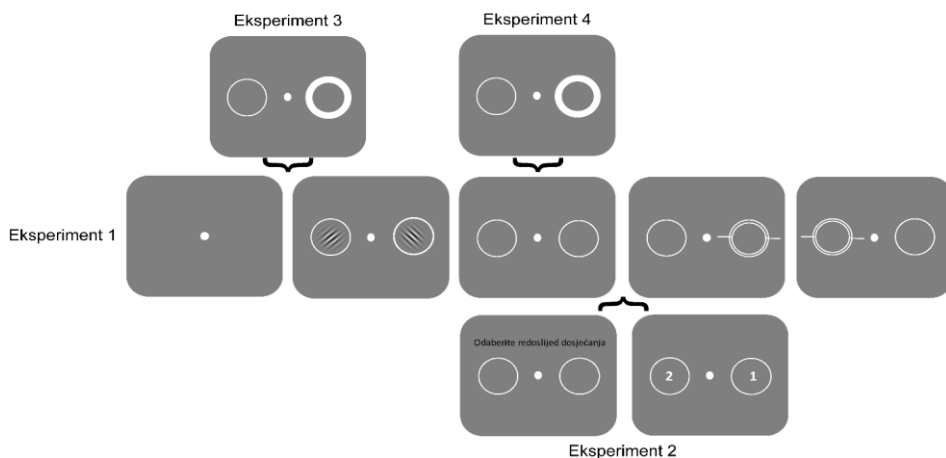 Eksperiment 3
Eksperiment 4
Eksperiment 1
Odaberite redoslijed dosjećanja
2
1
Eksperiment 2